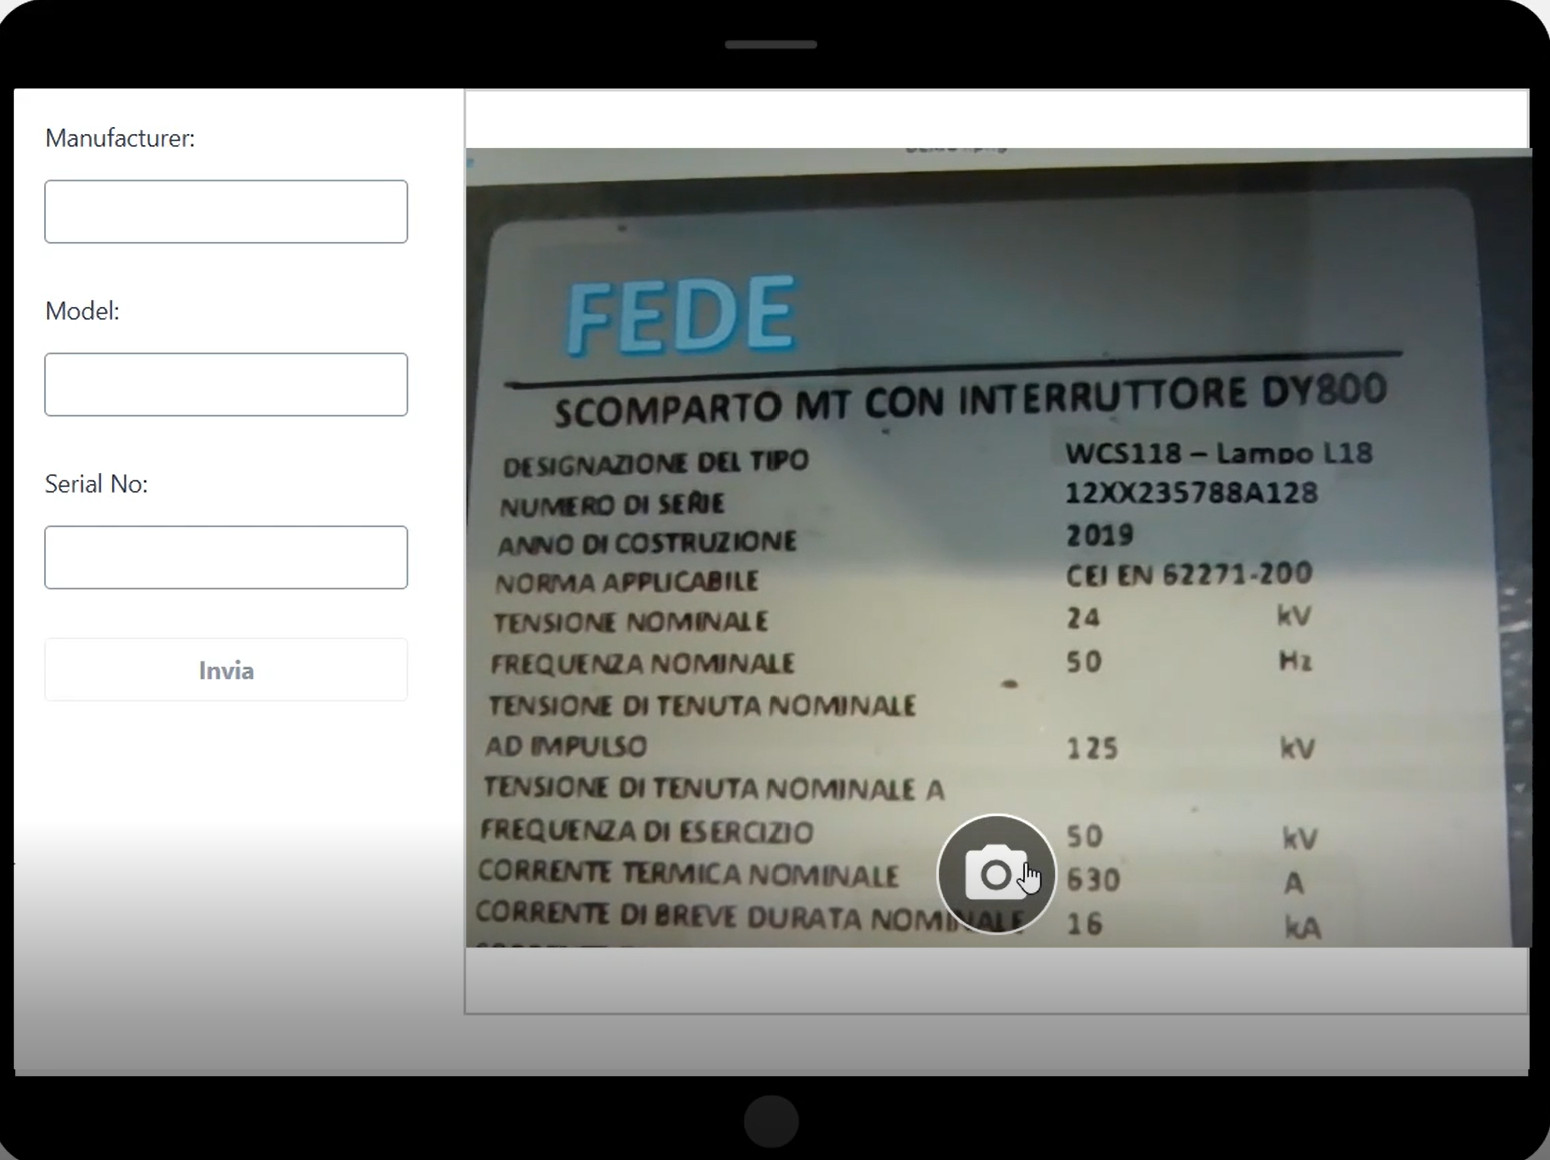 Manufacturer:
Model:
Serial No:
Invia
FEDE
SCOMPARTO MT CON INTERRUTTORE DY800
DESIGNAZIONE DEL TIPO WCS118 – Lampo L18
NUMERO DI SERIE 12XX235788A128
ANNO DI COSTRUZIONE 2019
NORMA APPLICABILE CEI EN 62271-200
TENSIONE NOMINALE 24 kV
FREQUENZA NOMINALE 50 Hz
TENSIONE DI TENUTA NOMINALE
AD IMPULSO 125 kV
TENSIONE DI TENUTA NOMINALE A
FREQUENZA DI ESERCIZIO 50 kV
CORRENTE TERMICA NOMINALE 630 A
CORRENTE DI BREVE DURATA NOMINALE 16 kA